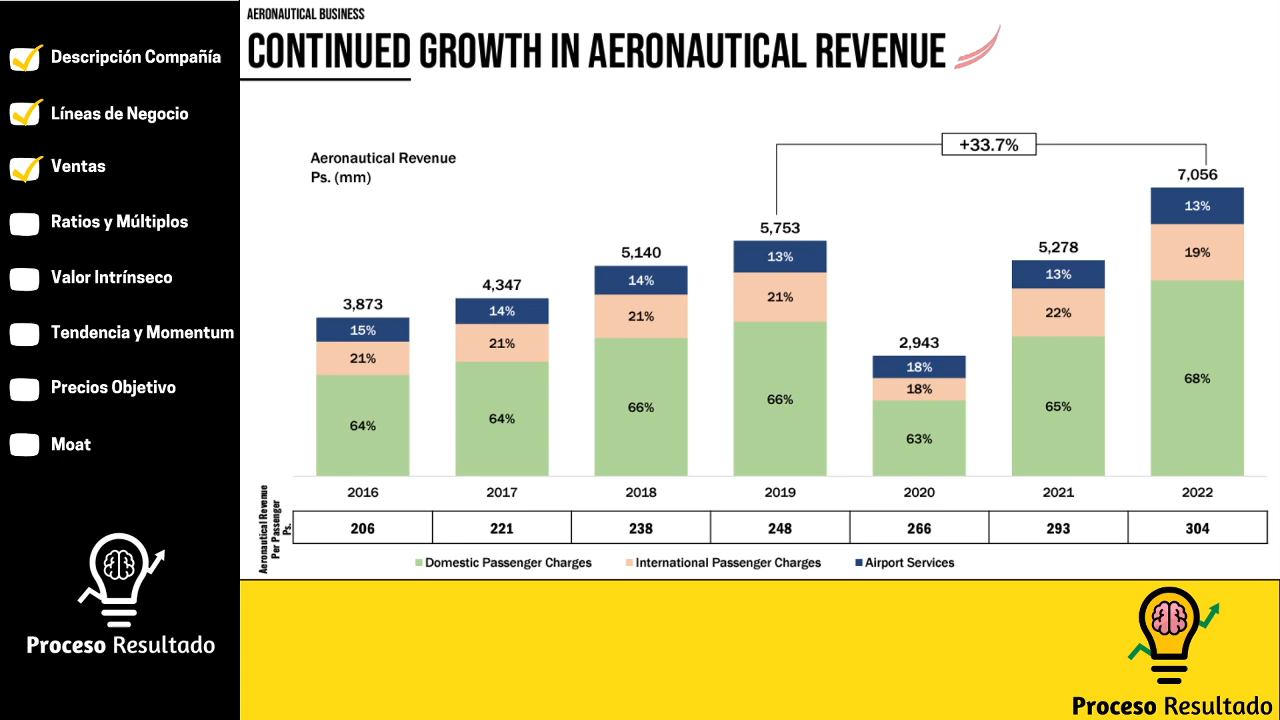 Descripción Compañía
Líneas de Negocio
Ventas
Ratios y Múltiplos
Valor Intrínseco
Tendencia y Momentum
Precios Objetivo
Moat
Proceso Resultado
AERONAUTICAL BUSINESS
CONTINUED GROWTH IN AERONAUTICAL REVENUE
Aeronautical Revenue
Ps. (mm)
+33.7%
3,873
15%
21%
64%
4,347
14%
21%
64%
5,140
14%
21%
66%
5,753
13%
21%
66%
2,943
18%
18%
63%
5,278
13%
22%
65%
7,056
13%
19%
68%
2016 2017 2018 2019 2020 2021 2022
Aeronautical Revenue
Per Passenger
Ps.
206 221 238 248 266 293 304
Domestic Passenger Charges International Passenger Charges Airport Services
Proceso Resultado